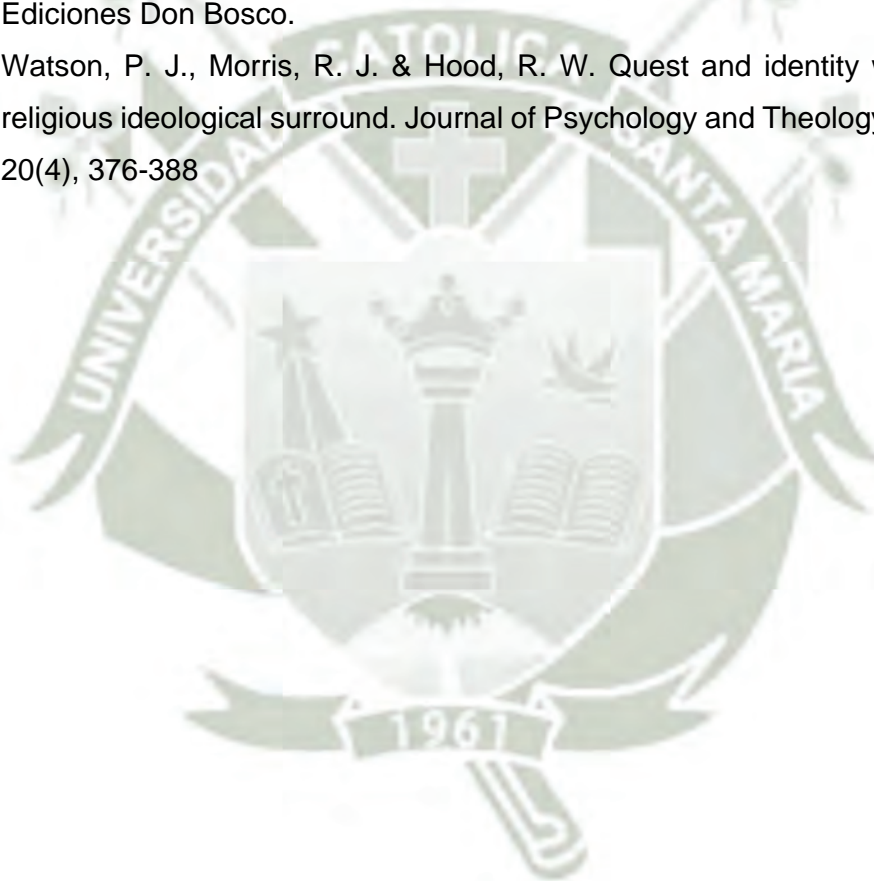 Ediciones Don Bosco.
Watson, P. J., Morris, R. J. & Hood, R. W. Quest and identity
religious ideological surround. Journal of Psychology and Theology
20(4), 376-388
UNIVERSIDAD CATOLICA SANTA MARIA
1961